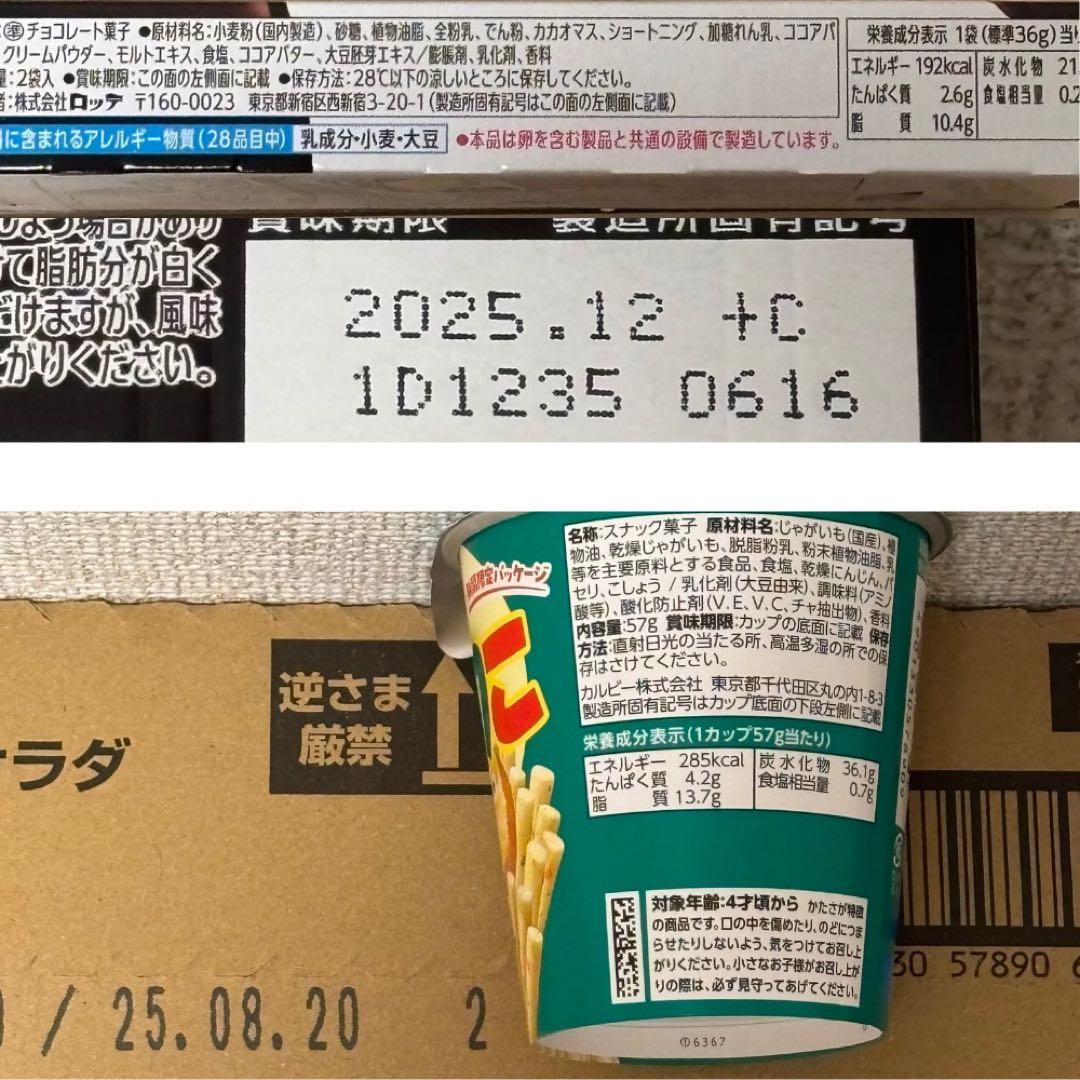 準チョコレート菓子 ●原材料名:小麦粉(国内製造)、砂糖、植物油脂、全粉乳、でん粉、カカオマス、ショートニング、加糖れん乳、ココアパ
クリームパウダー、モルトエキス、食塩、ココアバター、大豆胚芽エキス/膨脹剤、乳化剤、香料
量:2袋入 ●賞味期限:この面の左側面に記載 ●保存方法:28℃以下の涼しいところに保存してください。
者:株式会社ロッテ 〒160-0023 東京都新宿区西新宿3-20-1(製造所固有記号はこの面の左側面に記載)
に含まれるアレルギー物質(28品目中) 乳成分・小麦・大豆 ●本品は卵を含む製品と共通の設備で製造しています。
栄養成分表示 1袋(標準36g)当
エネルギー 192kcal 炭水化物 21
たんぱく質 2.6g 食塩相当量 0.2
脂質 10.4g
賞味期限 製造所固有記号
て脂肪分が白く
だけますが、風味
がりください。
2025.12 +C
1D1235 0616
逆さま
厳禁
ラダ
/ 25.08.20 2
限定パッケージ
名称:スナック菓子 原材料名:じゃがいも(国産)、植
物油、乾燥じゃがいも、脱脂粉乳、粉末植物油脂、乳
等を主要原料とする食品、食塩、乾燥にんじん、パ
セリ、こしょう / 乳化剤(大豆由来)、調味料(アミノ
酸等)、酸化防止剤(V.E、V.C、チャ抽出物)、香料
内容量:57g 賞味期限:カップの底面に記載 保存
方法:直射日光の当たる所、高温多湿の所での保
存はさけてください。
カルビー株式会社 東京都千代田区丸の内1-8-3
製造所固有記号はカップ底面の下段左側に記載
栄養成分表示(1カップ57g当たり)
エネルギー 285kcal 炭水化物 36.1g
たんぱく質 4.2g 食塩相当量 0.7g
脂質 13.7g
対象年齢:4才頃から かたさが特徴
の商品です。口の中を傷めたり、のどにつま
らせたりしないよう、気をつけてお召し上
がりください。小さなお子様がお召し上が
りの際は、必ず見守ってあげてください。
30 57890
①6367